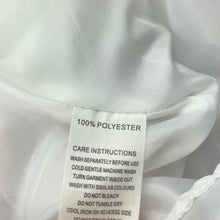 100% POLYESTER
CARE INSTRUCTIONS
WASH SEPARATELY BEFORE USE
COLD GENTLE MACHINE WASH
TURN GARMENT INSIDE OUT
WASH WITH SIMILAR COLOURS
DO NOT BLEACH
DO NOT TUMBLE DRY
COOL IRON ON REVERSE SIDE